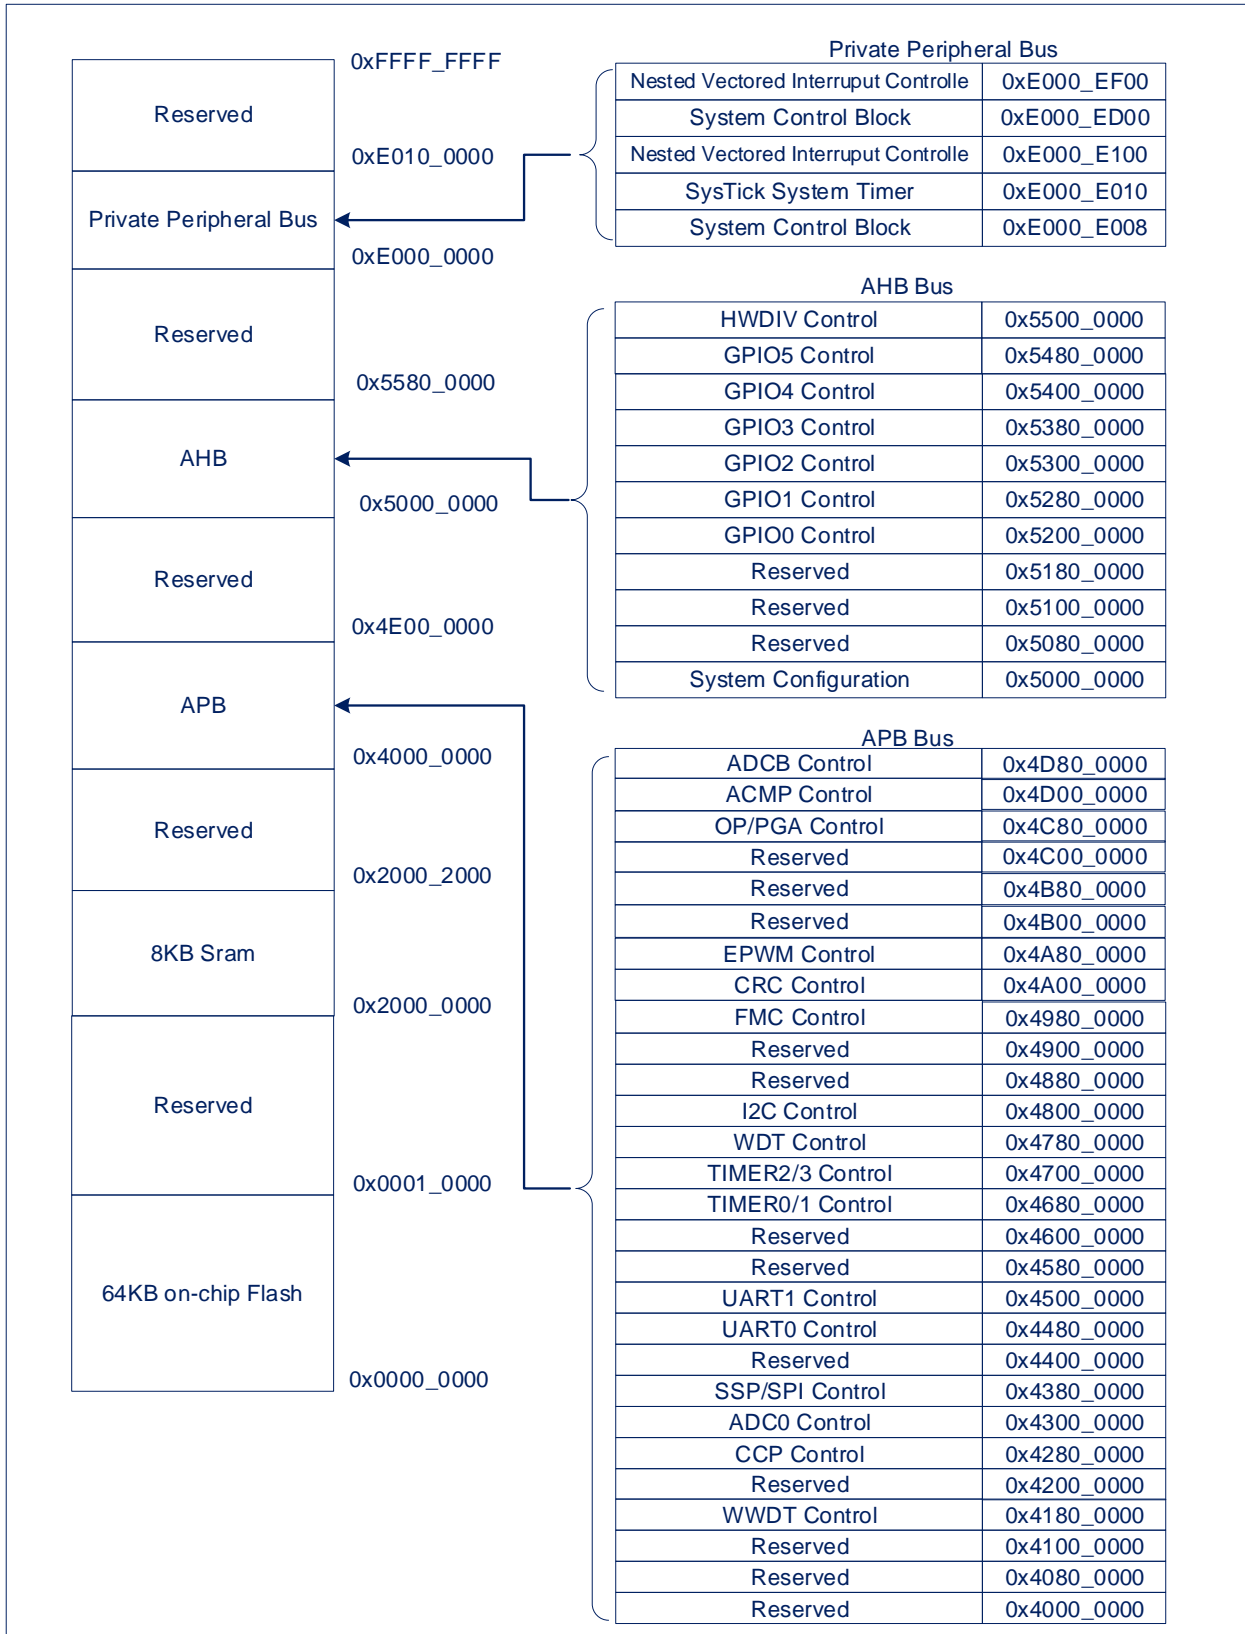 0xFFFF_FFFF
Reserved
0xE010_0000
Private Peripheral Bus
0xE000_0000
Reserved
0x5580_0000
AHB
0x5000_0000
Reserved
0x4E00_0000
APB
0x4000_0000
Reserved
0x2000_2000
8KB Sram
0x2000_0000
Reserved
0x0001_0000
64KB on-chip Flash
0x0000_0000
Private Peripheral Bus
Nested Vectored Interruput Controlle 0xE000_EF00
System Control Block 0xE000_ED00
Nested Vectored Interruput Controlle 0xE000_E100
SysTick System Timer 0xE000_E010
System Control Block 0xE000_E008
AHB Bus
HWDIV Control 0x5500_0000
GPIO5 Control 0x5480_0000
GPIO4 Control 0x5400_0000
GPIO3 Control 0x5380_0000
GPIO2 Control 0x5300_0000
GPIO1 Control 0x5280_0000
GPIO0 Control 0x5200_0000
Reserved 0x5180_0000
Reserved 0x5100_0000
Reserved 0x5080_0000
System Configuration 0x5000_0000
APB Bus
ADCB Control 0x4D80_0000
ACMP Control 0x4D00_0000
OP/PGA Control 0x4C80_0000
Reserved 0x4C00_0000
Reserved 0x4B80_0000
Reserved 0x4B00_0000
EPWM Control 0x4A80_0000
CRC Control 0x4A00_0000
FMC Control 0x4980_0000
Reserved 0x4900_0000
Reserved 0x4880_0000
I2C Control 0x4800_0000
WDT Control 0x4780_0000
TIMER2/3 Control 0x4700_0000
TIMER0/1 Control 0x4680_0000
Reserved 0x4600_0000
Reserved 0x4580_0000
UART1 Control 0x4500_0000
UART0 Control 0x4480_0000
Reserved 0x4400_0000
SSP/SPI Control 0x4380_0000
ADC0 Control 0x4300_0000
CCP Control 0x4280_0000
Reserved 0x4200_0000
WWDT Control 0x4180_0000
Reserved 0x4100_0000
Reserved 0x4080_0000
Reserved 0x4000_0000